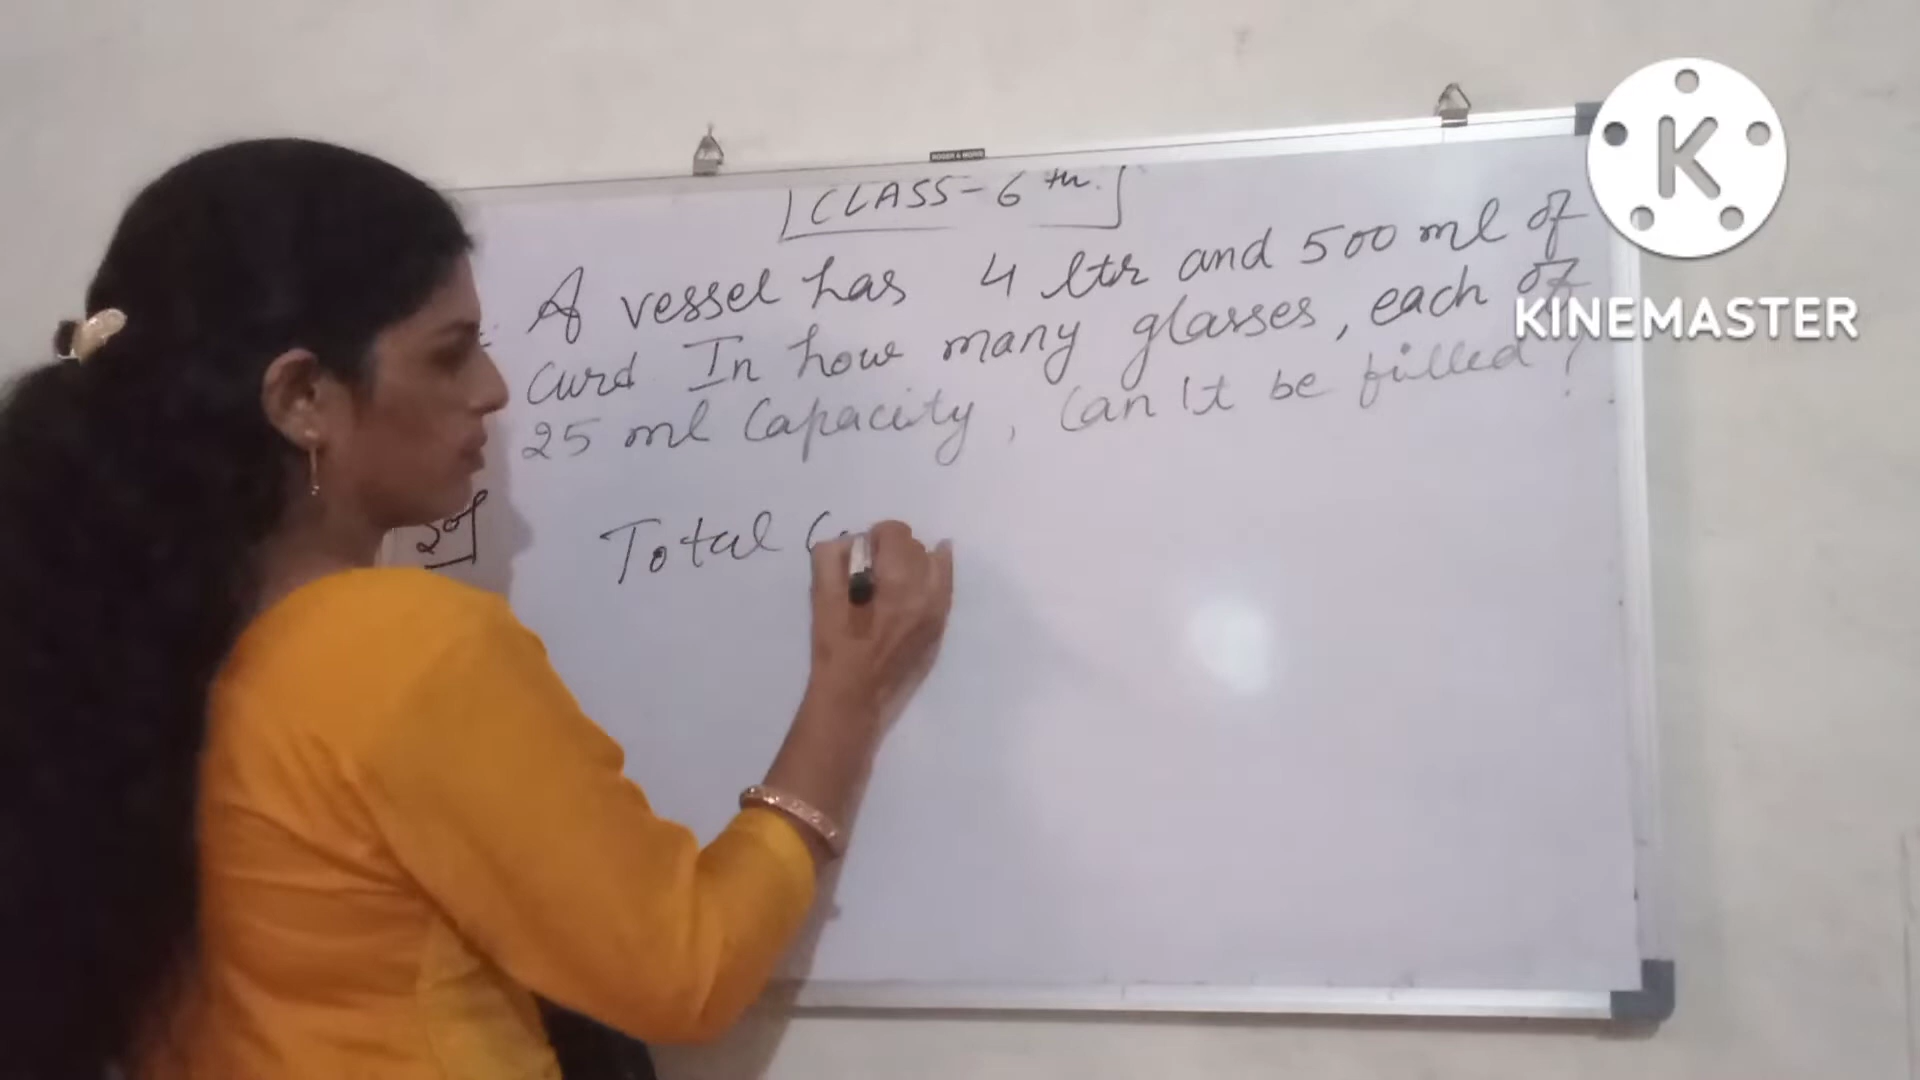 CLASS-6th.
A vessel has 4 ltr and 500 ml of
curd In how many glasses, each of
25 ml Capacity, Can It be filled?
Sol
Total
K
KINEMASTER